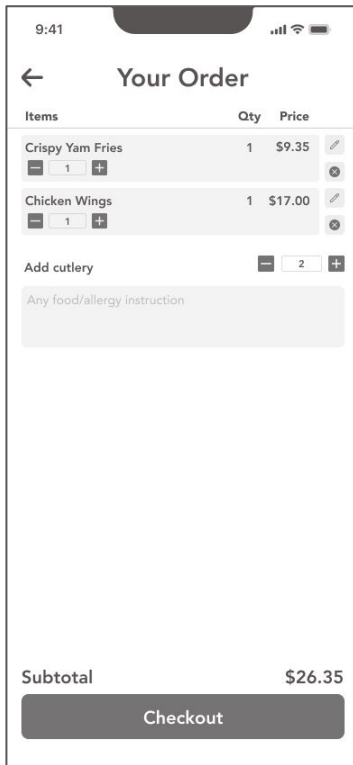 9:41
Your Order
Items Qty Price
Crispy Yam Fries 1 $9.35
1
Chicken Wings 1 $17.00
1
Add cutlery 2
Any food/allergy instruction
Subtotal $26.35
Checkout